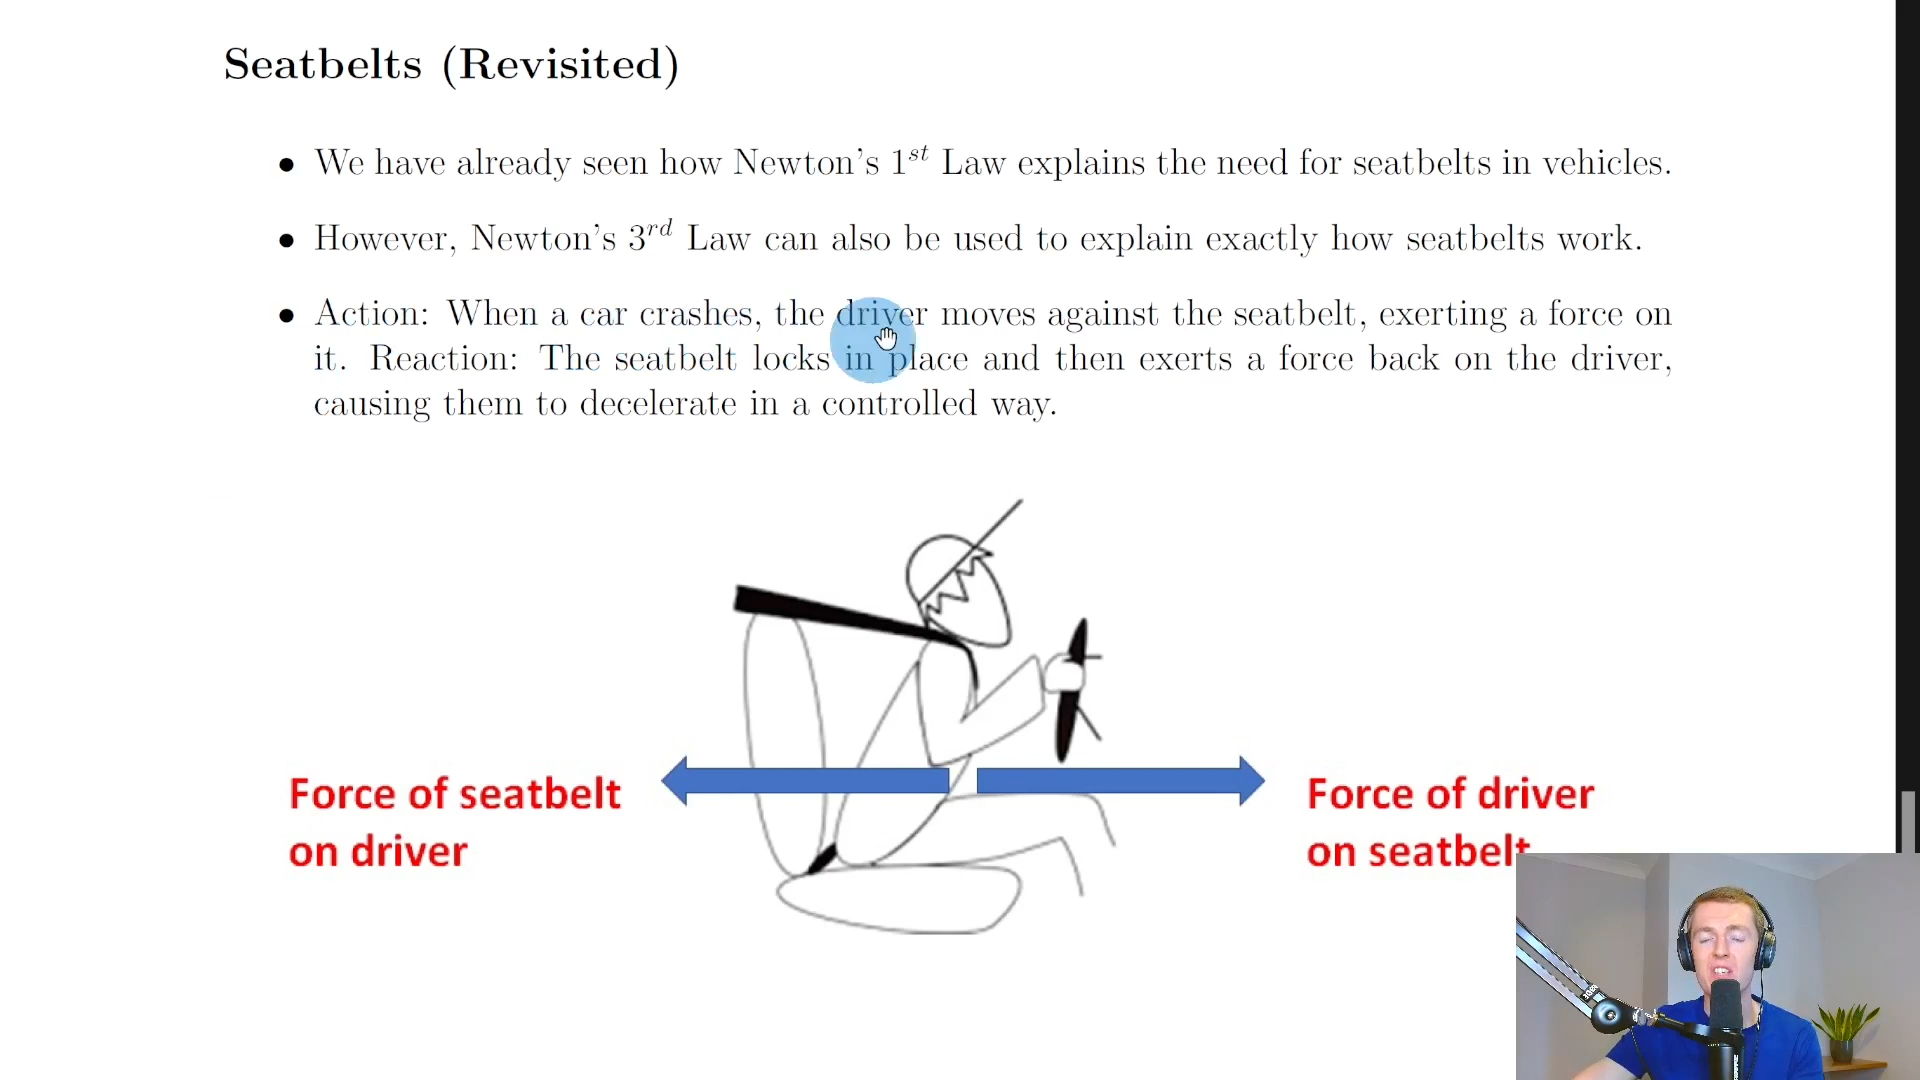 Seatbelts (Revisited)
• We have already seen how Newton's 1st Law explains the need for seatbelts in vehicles.
• However, Newton's 3rd Law can also be used to explain exactly how seatbelts work.
• Action: When a car crashes, the driver moves against the seatbelt, exerting a force on
it. Reaction: The seatbelt locks in place and then exerts a force back on the driver,
causing them to decelerate in a controlled way.
Force of seatbelt
on driver
Force of driver
on seatbelt